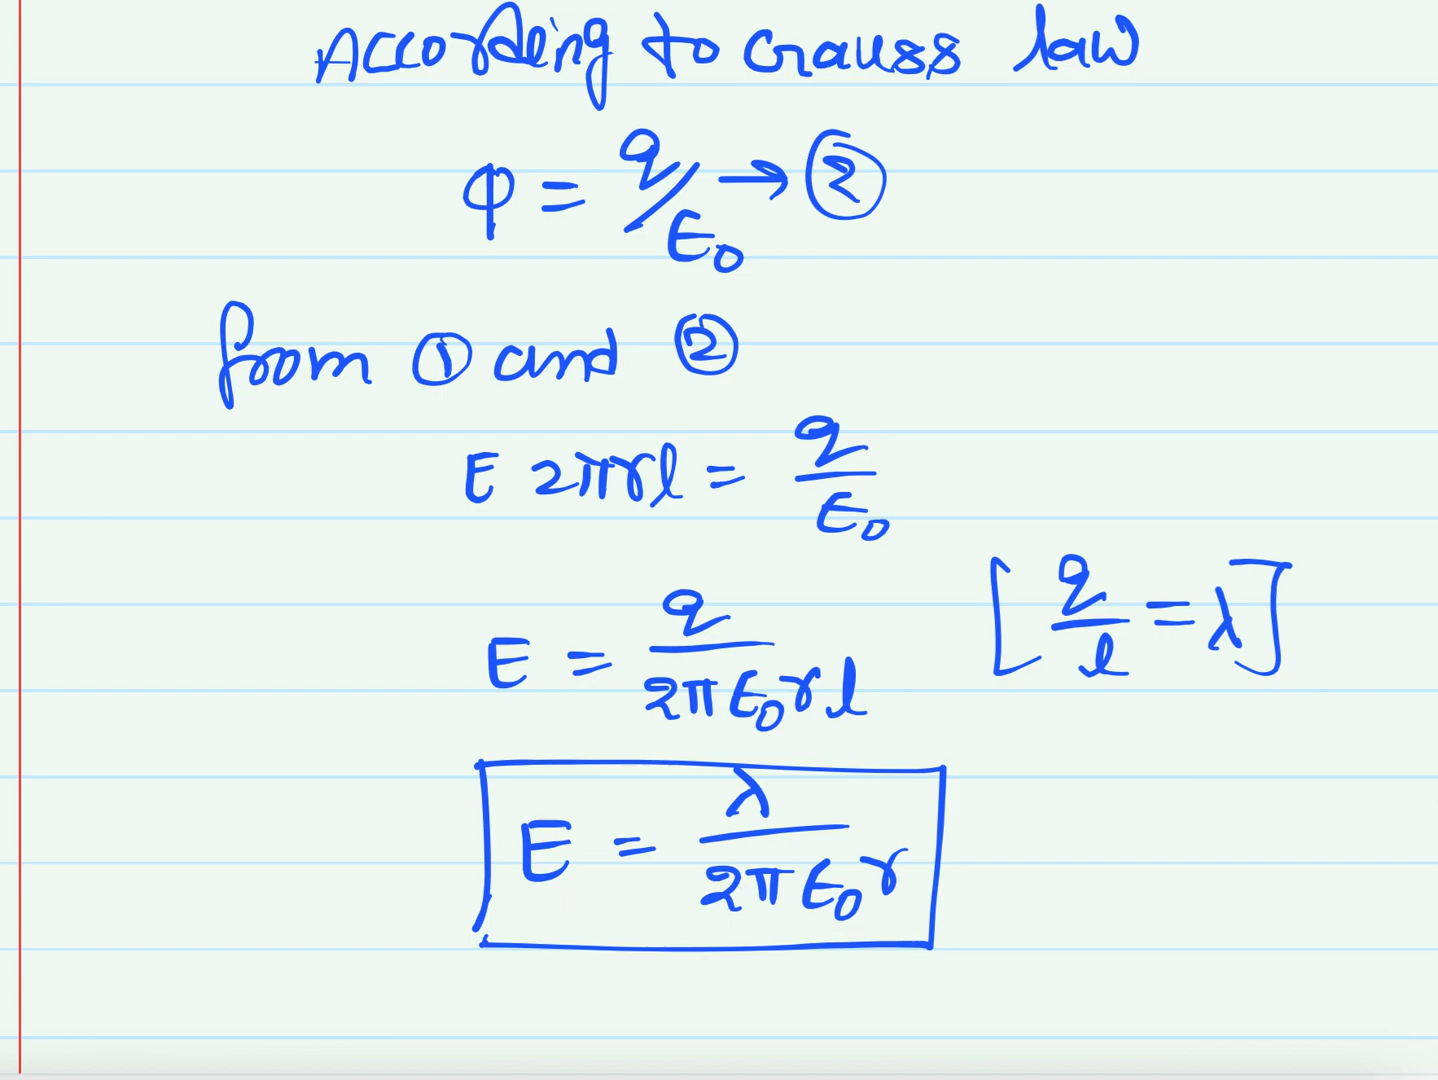 According to Gauss law
φ = q/ε₀ → ②
from ① and ②
E 2πrl = q/ε₀
E = q/2πε₀rl [q/l = λ]
E = λ/2πε₀r